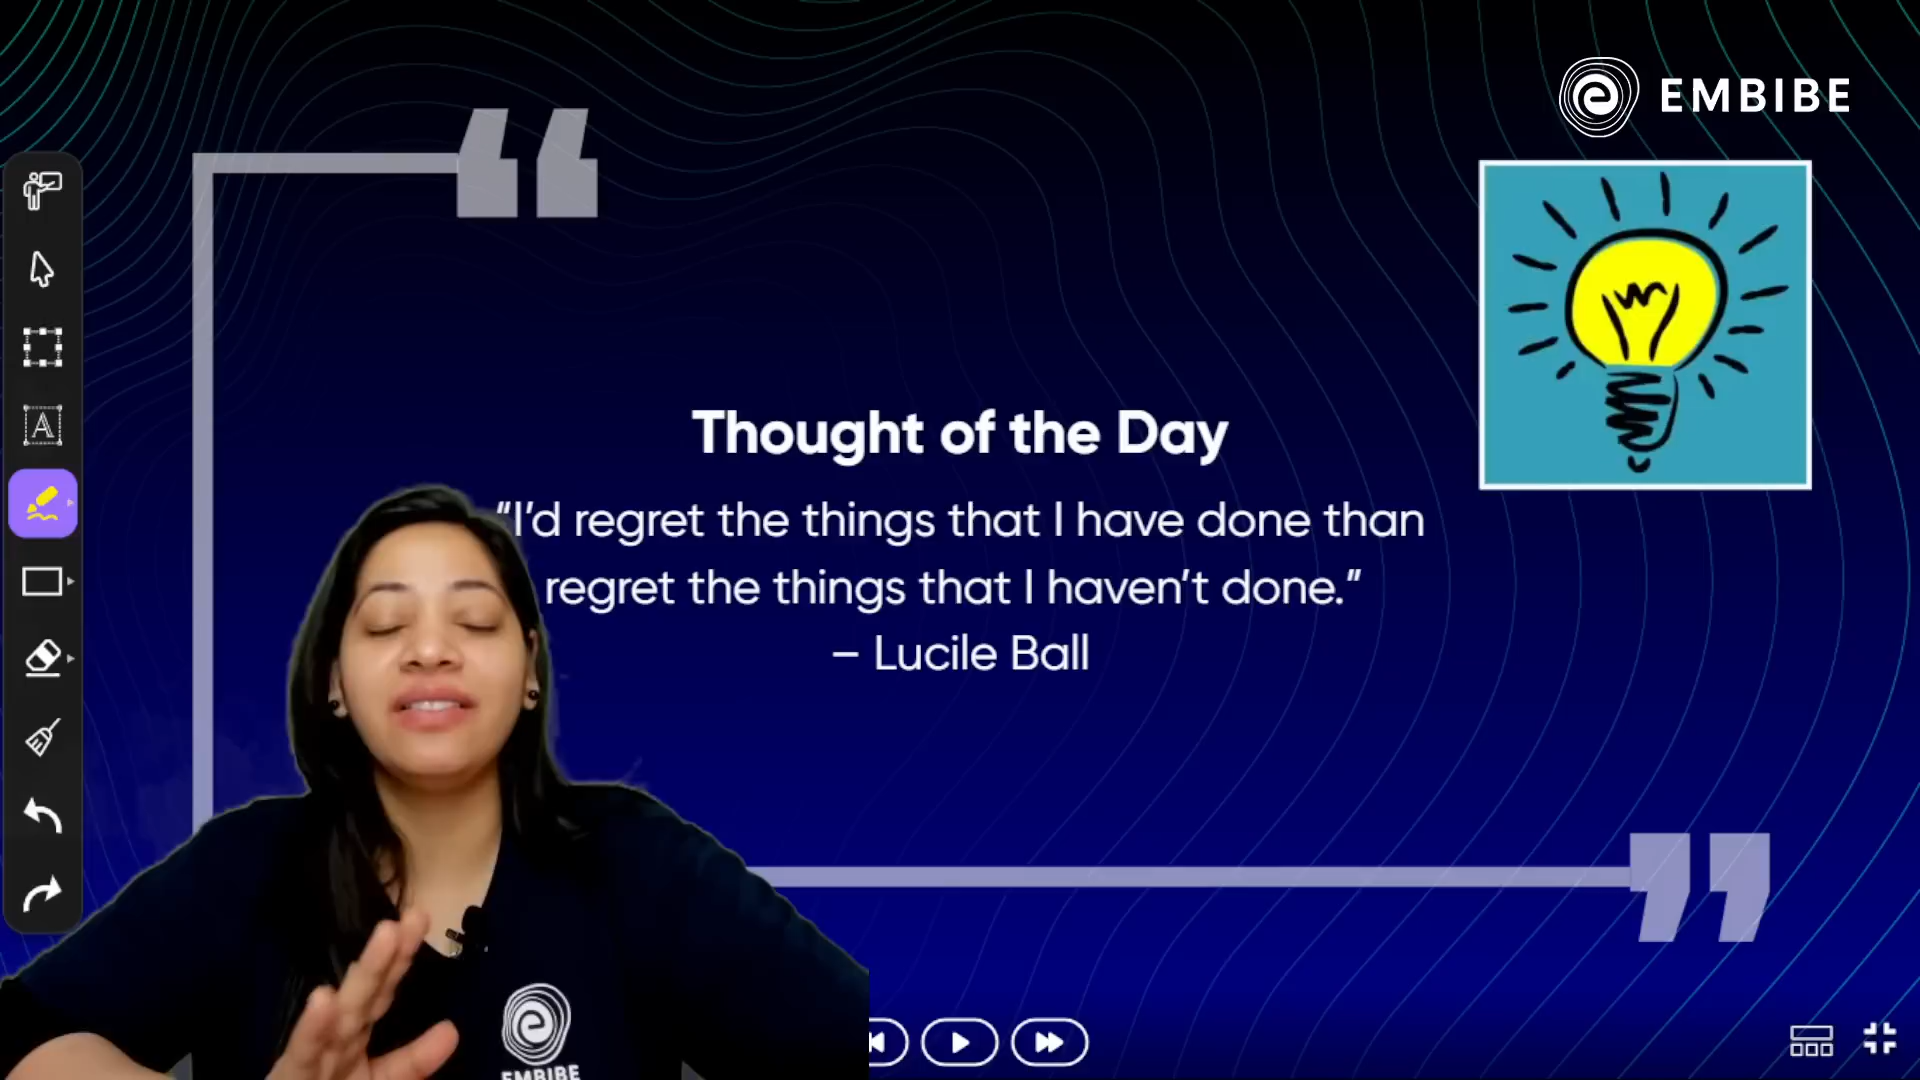 EMBIBE
Thought of the Day
“I’d regret the things that I have done than
regret the things that I haven’t done.”
– Lucile Ball
A
EMBIBE